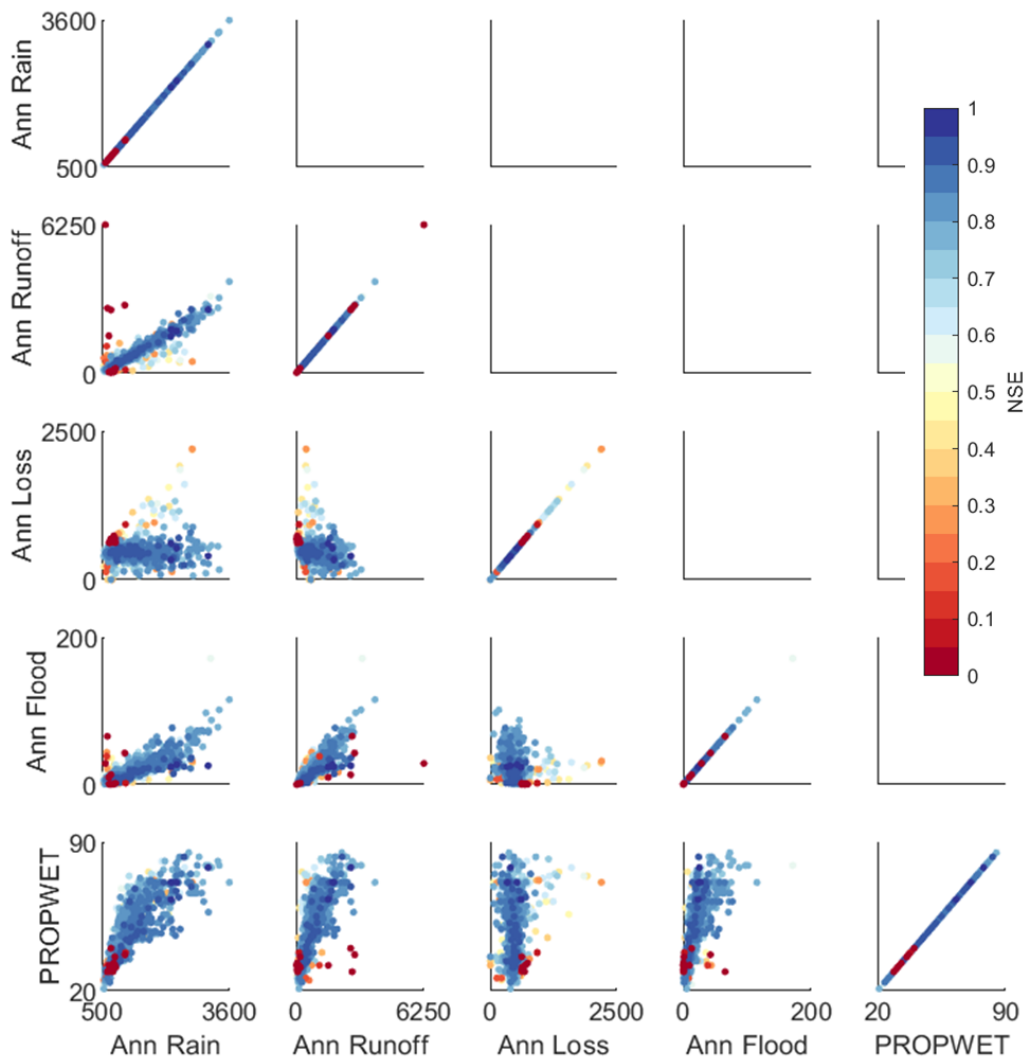 3600
Ann Rain
500
1
0.9
0.8
0.7
0.6
0.5
0.4
0.3
0.2
0.1
0
NSE
6250
Ann Runoff
0
2500
Ann Loss
0
200
Ann Flood
0
90
PROPWET
20
500 3600 0 6250 0 2500 0 200 20 90
Ann Rain Ann Runoff Ann Loss Ann Flood PROPWET